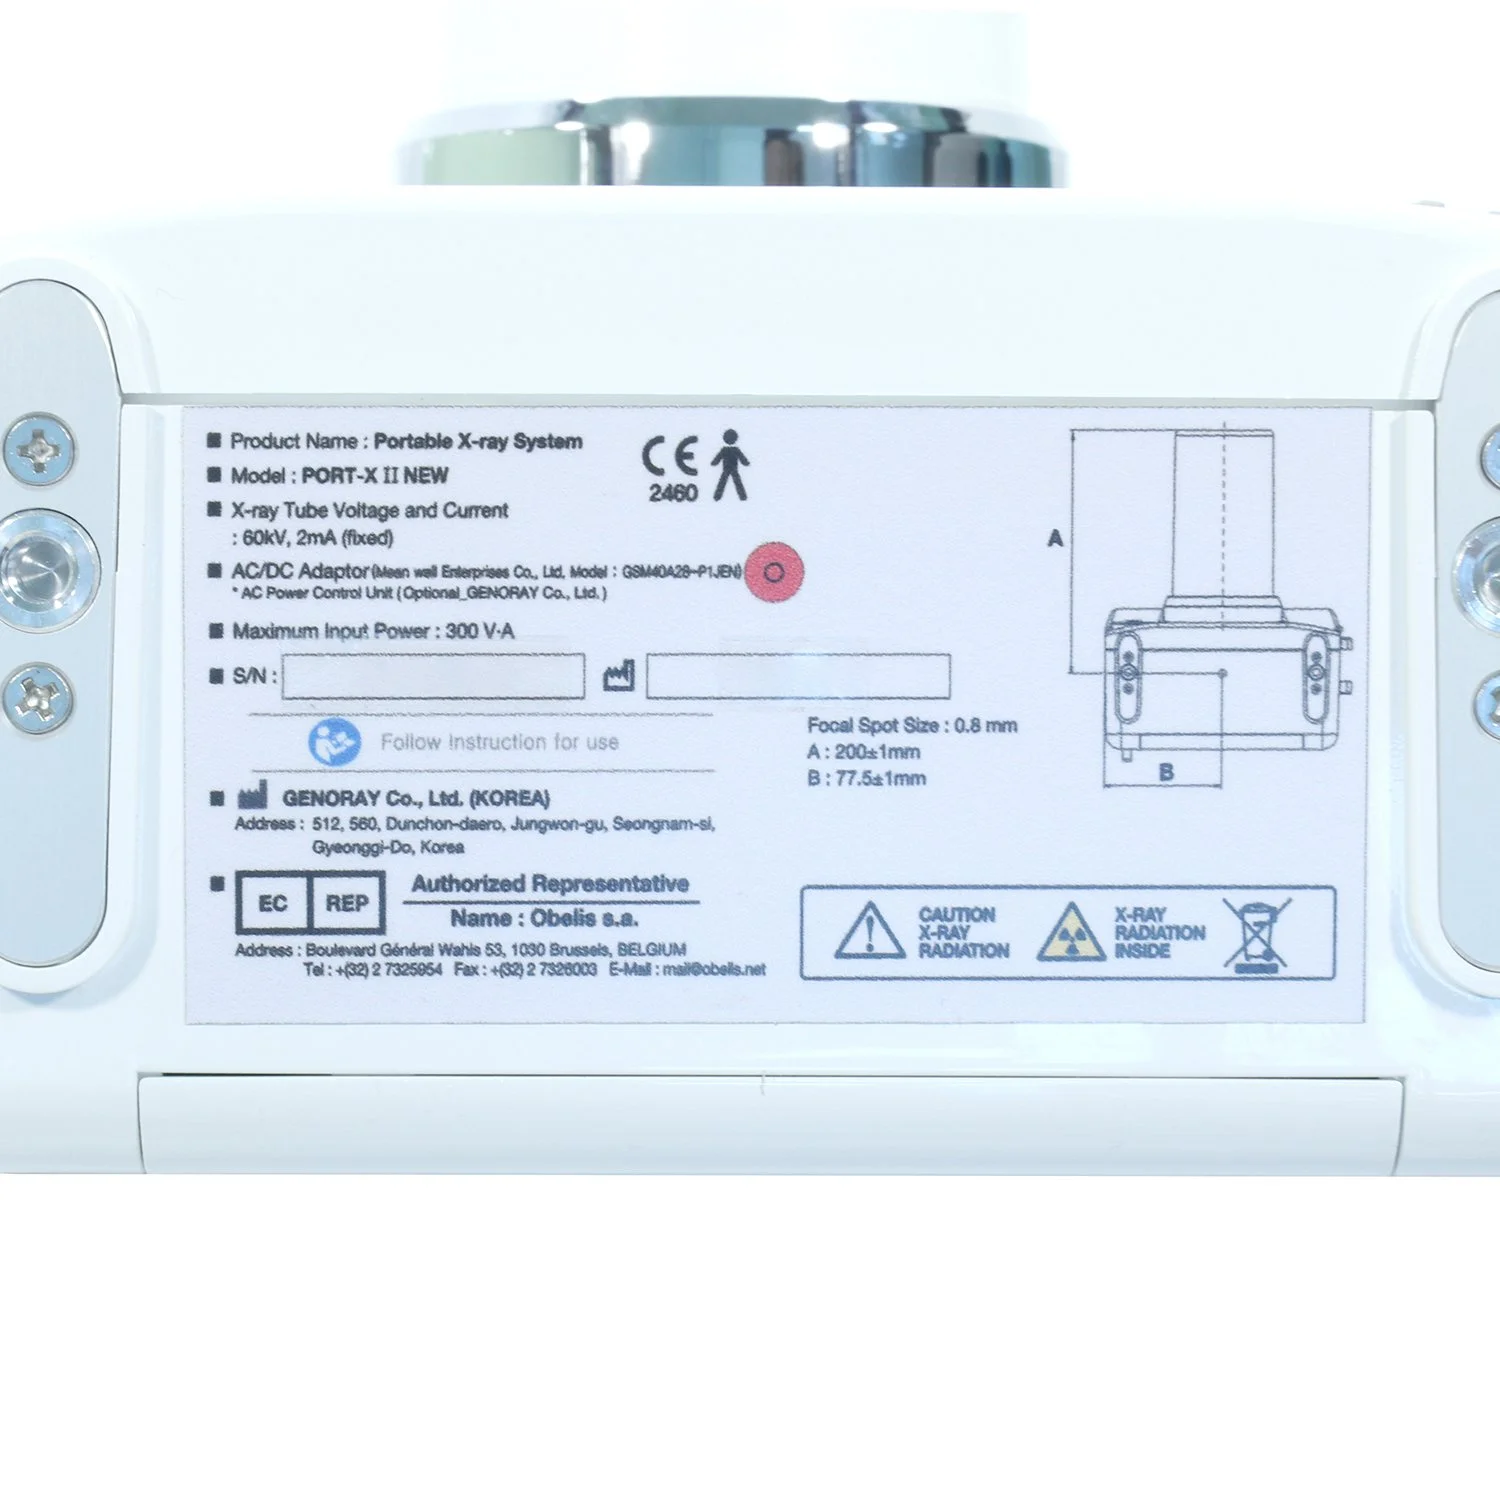 Product Name : Portable X-ray System
Model : PORT-X II NEW
X-ray Tube Voltage and Current
: 60kV, 2mA (fixed)
AC/DC Adaptor (Mean well Enterprises Co., Ltd. Model : GSM40A28-P1JEN)
* AC Power Control Unit (Optional_GENORAY Co., Ltd.)
Maximum Input Power : 300 V·A
S/N :
CE
2460
Follow Instruction for use
GENORAY Co., Ltd. (KOREA)
Address : 512, 560, Dunchon-daero, Jungwon-gu, Seongnam-si,
Gyeonggi-Do, Korea
EC REP
Authorized Representative
Name : Obelis s.a.
Address : Boulevard Général Wahis 53, 1030 Brussels, BELGIUM
Tel : +(32) 2 7325954 Fax : +(32) 2 7326003 E-Mail : mail@obelis.net
A
B
Focal Spot Size : 0.8 mm
A : 200±1mm
B : 77.5±1mm
CAUTION
X-RAY
RADIATION
X-RAY
RADIATION
INSIDE